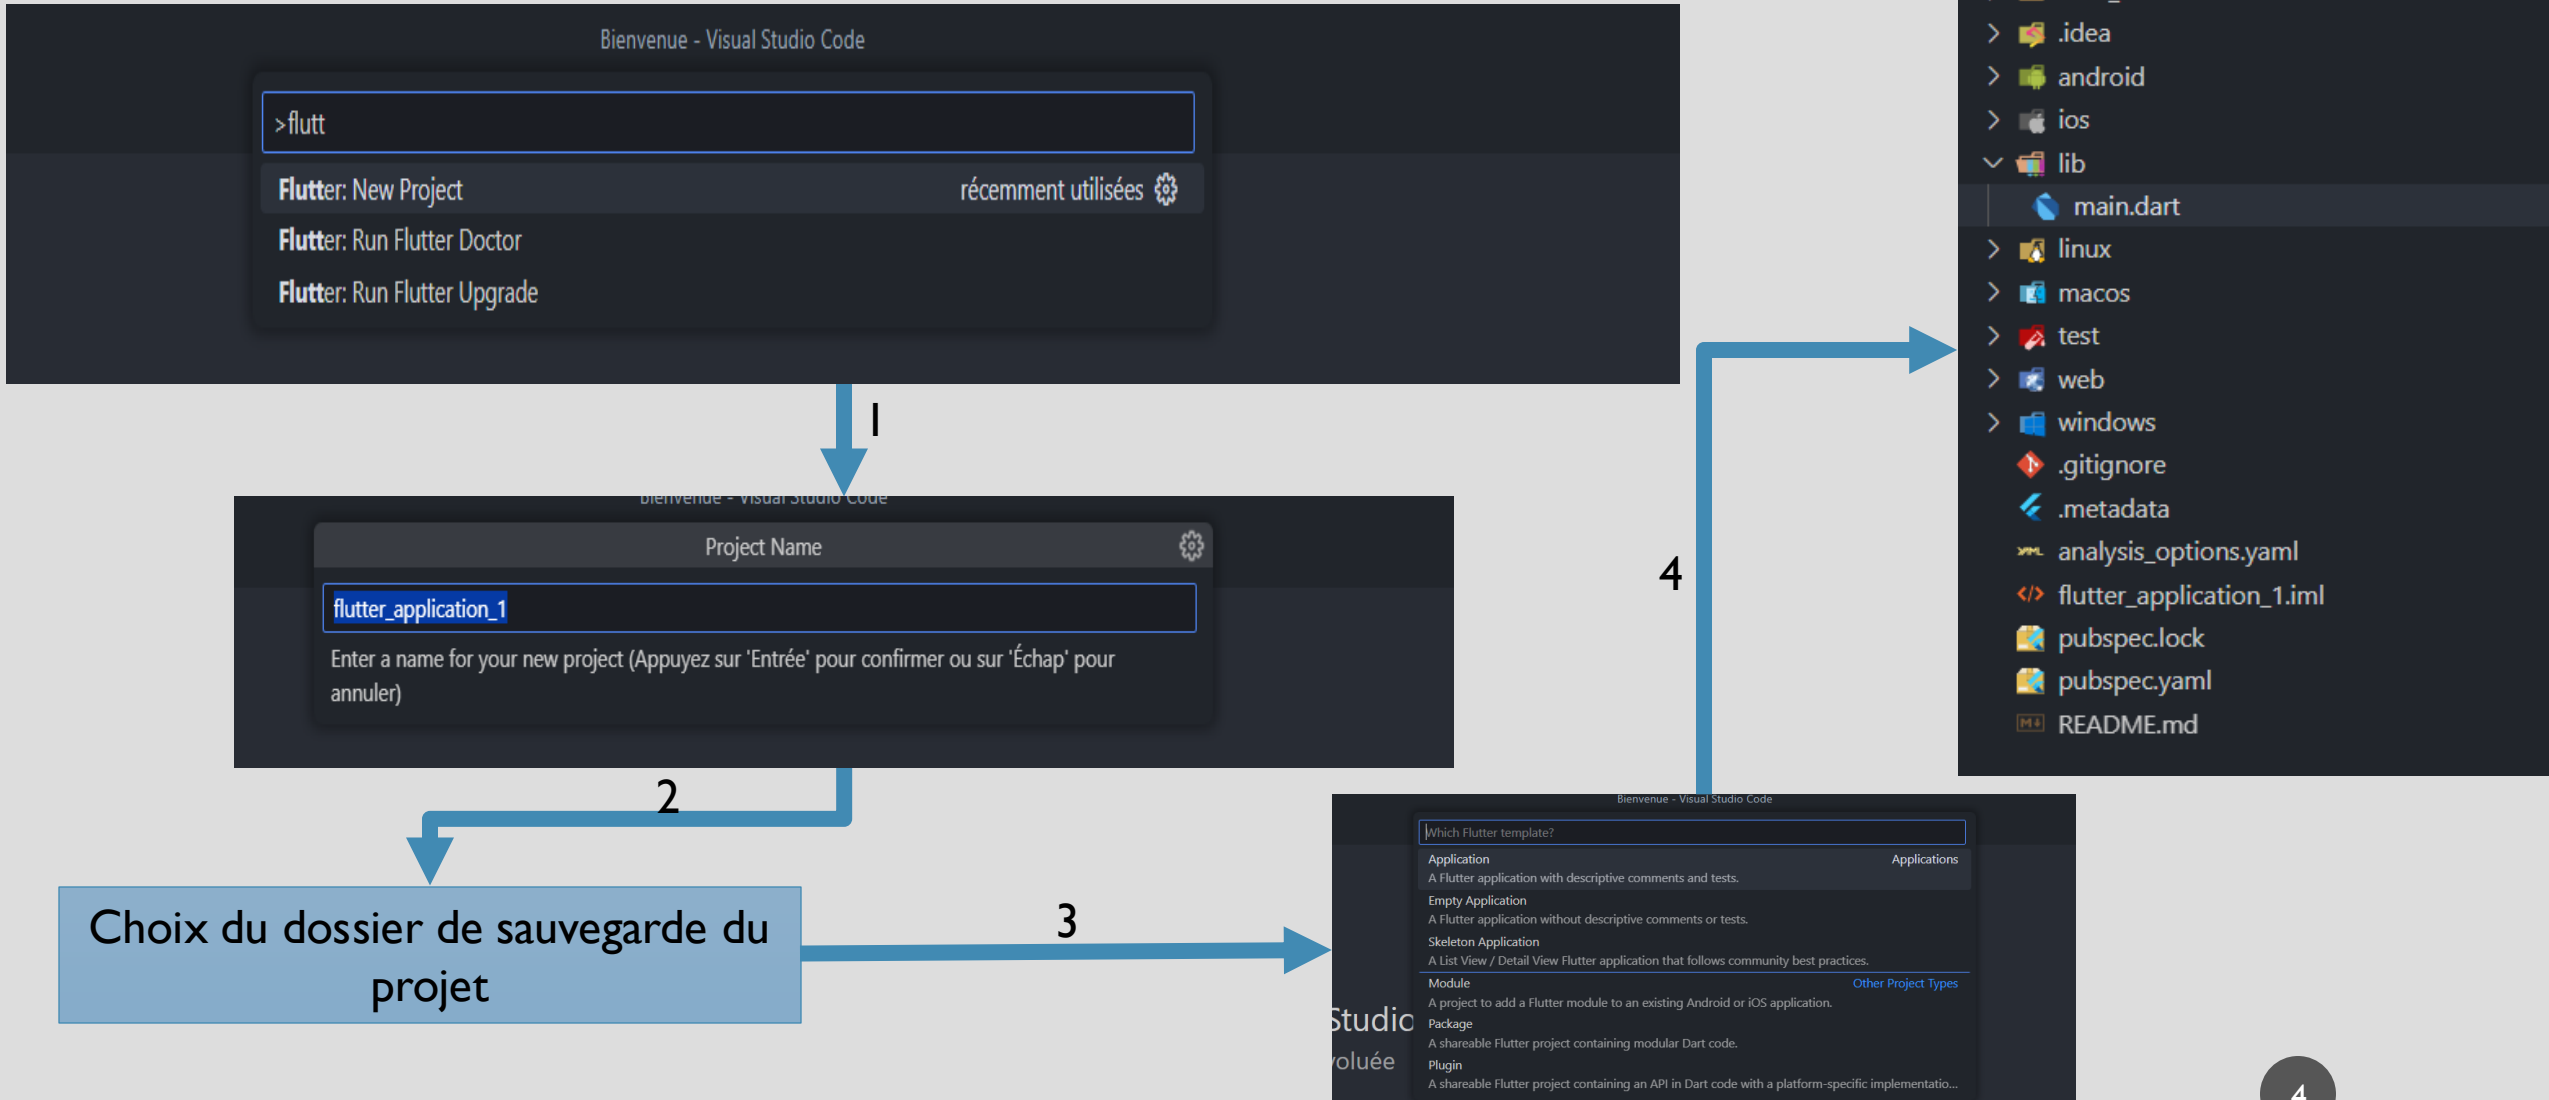 Bienvenue - Visual Studio Code
>flutt
Flutter: New Project récemment utilisées
Flutter: Run Flutter Doctor
Flutter: Run Flutter Upgrade
1
Bienvenue - Visual Studio Code
Project Name
flutter_application_1
Enter a name for your new project (Appuyez sur 'Entrée' pour confirmer ou sur 'Échap' pour
annuler)
2
Choix du dossier de sauvegarde du
projet
3
Bienvenue - Visual Studio Code
Which Flutter template?
Application Applications
A Flutter application with descriptive comments and tests.
Empty Application
A Flutter application without descriptive comments or tests.
Skeleton Application
A List View / Detail View Flutter application that follows community best practices.
Module Other Project Types
A project to add a Flutter module to an existing Android or iOS application.
Package
A shareable Flutter project containing modular Dart code.
Plugin
A shareable Flutter project containing an API in Dart code with a platform-specific implementatio...
Studio
voluée
4
.idea
android
ios
lib
main.dart
linux
macos
test
web
windows
.gitignore
.metadata
analysis_options.yaml
flutter_application_1.iml
pubspec.lock
pubspec.yaml
README.md
4